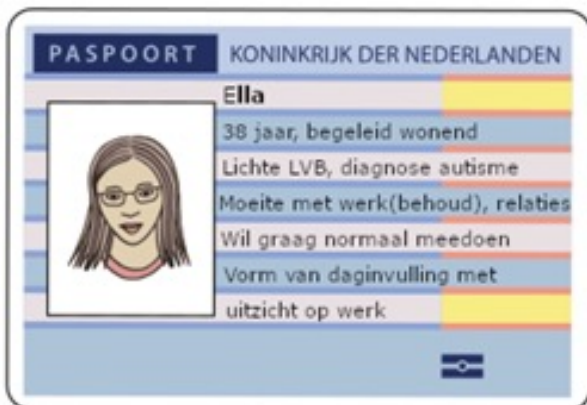 PASPOORT KONINKRIJK DER NEDERLANDEN
Ella
38 jaar, begeleid wonend
Lichte LVB, diagnose autisme
Moeite met werk(behoud), relaties
Wil graag normaal meedoen
Vorm van daginvulling met
uitzicht op werk